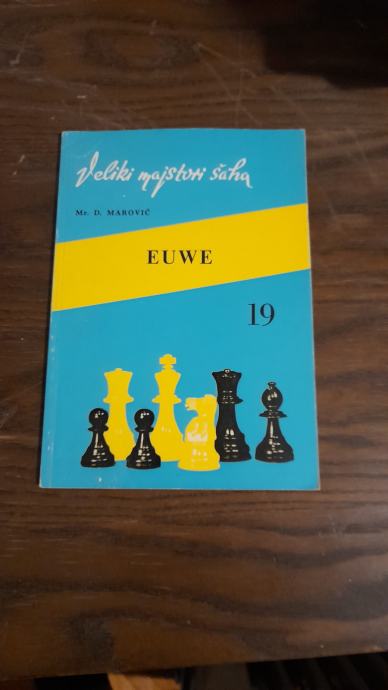 Veliki majstori šaha
Mr. D. MAROVIĆ
EUWE
19